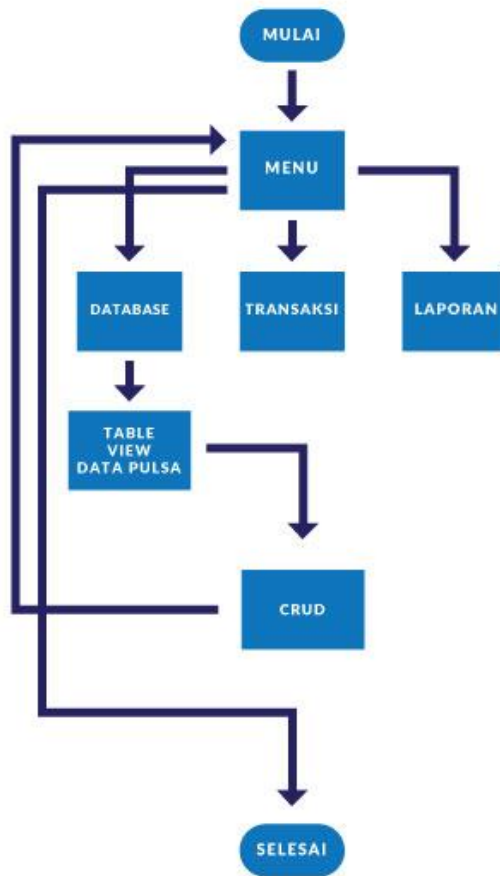 MULAI
MENU
DATABASE
TRANSAKSI
LAPORAN
TABLE
VIEW
DATA PULSA
CRUD
SELESAI